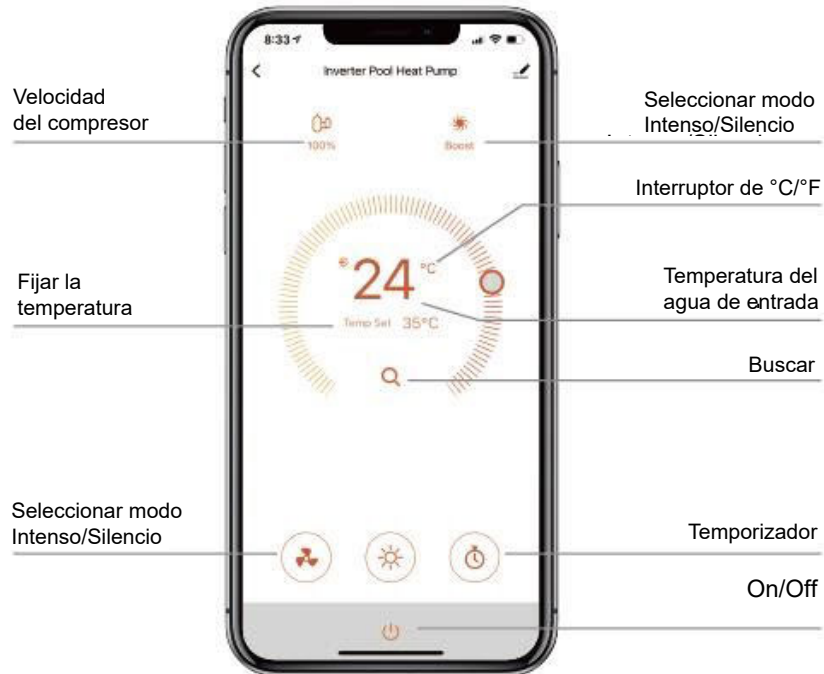 8:33
Inverter Pool Heat Pump
Velocidad
del compresor
100%
Boost
Seleccionar modo
Intenso/Silencio
Interruptor de °C/°F
24 °C
Temp Set 35°C
Fijar la
temperatura
Temperatura del
agua de entrada
Buscar
Seleccionar modo
Intenso/Silencio
Temporizador
On/Off